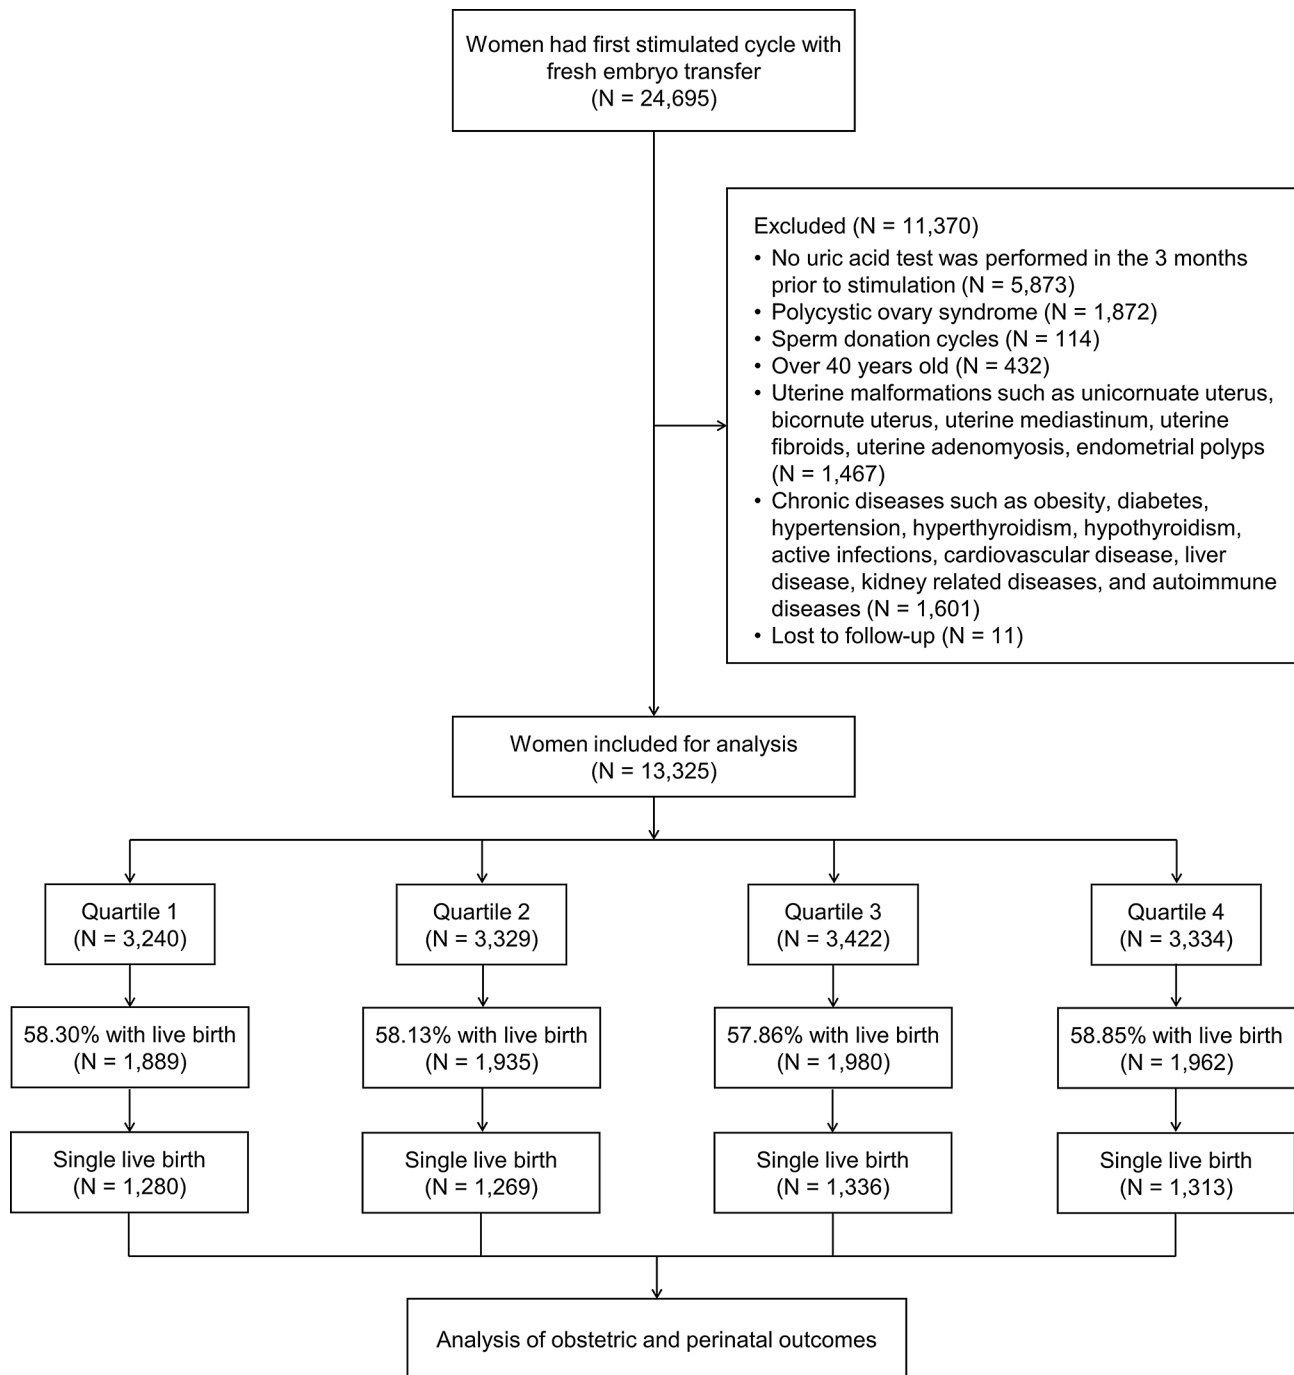 Women had first stimulated cycle with
fresh embryo transfer
(N = 24,695)
Excluded (N = 11,370)
• No uric acid test was performed in the 3 months
prior to stimulation (N = 5,873)
• Polycystic ovary syndrome (N = 1,872)
• Sperm donation cycles (N = 114)
• Over 40 years old (N = 432)
• Uterine malformations such as unicornuate uterus,
bicornute uterus, uterine mediastinum, uterine
fibroids, uterine adenomyosis, endometrial polyps
(N = 1,467)
• Chronic diseases such as obesity, diabetes,
hypertension, hyperthyroidism, hypothyroidism,
active infections, cardiovascular disease, liver
disease, kidney related diseases, and autoimmune
diseases (N = 1,601)
• Lost to follow-up (N = 11)
Women included for analysis
(N = 13,325)
Quartile 1
(N = 3,240)
Quartile 2
(N = 3,329)
Quartile 3
(N = 3,422)
Quartile 4
(N = 3,334)
58.30% with live birth
(N = 1,889)
58.13% with live birth
(N = 1,935)
57.86% with live birth
(N = 1,980)
58.85% with live birth
(N = 1,962)
Single live birth
(N = 1,280)
Single live birth
(N = 1,269)
Single live birth
(N = 1,336)
Single live birth
(N = 1,313)
Analysis of obstetric and perinatal outcomes